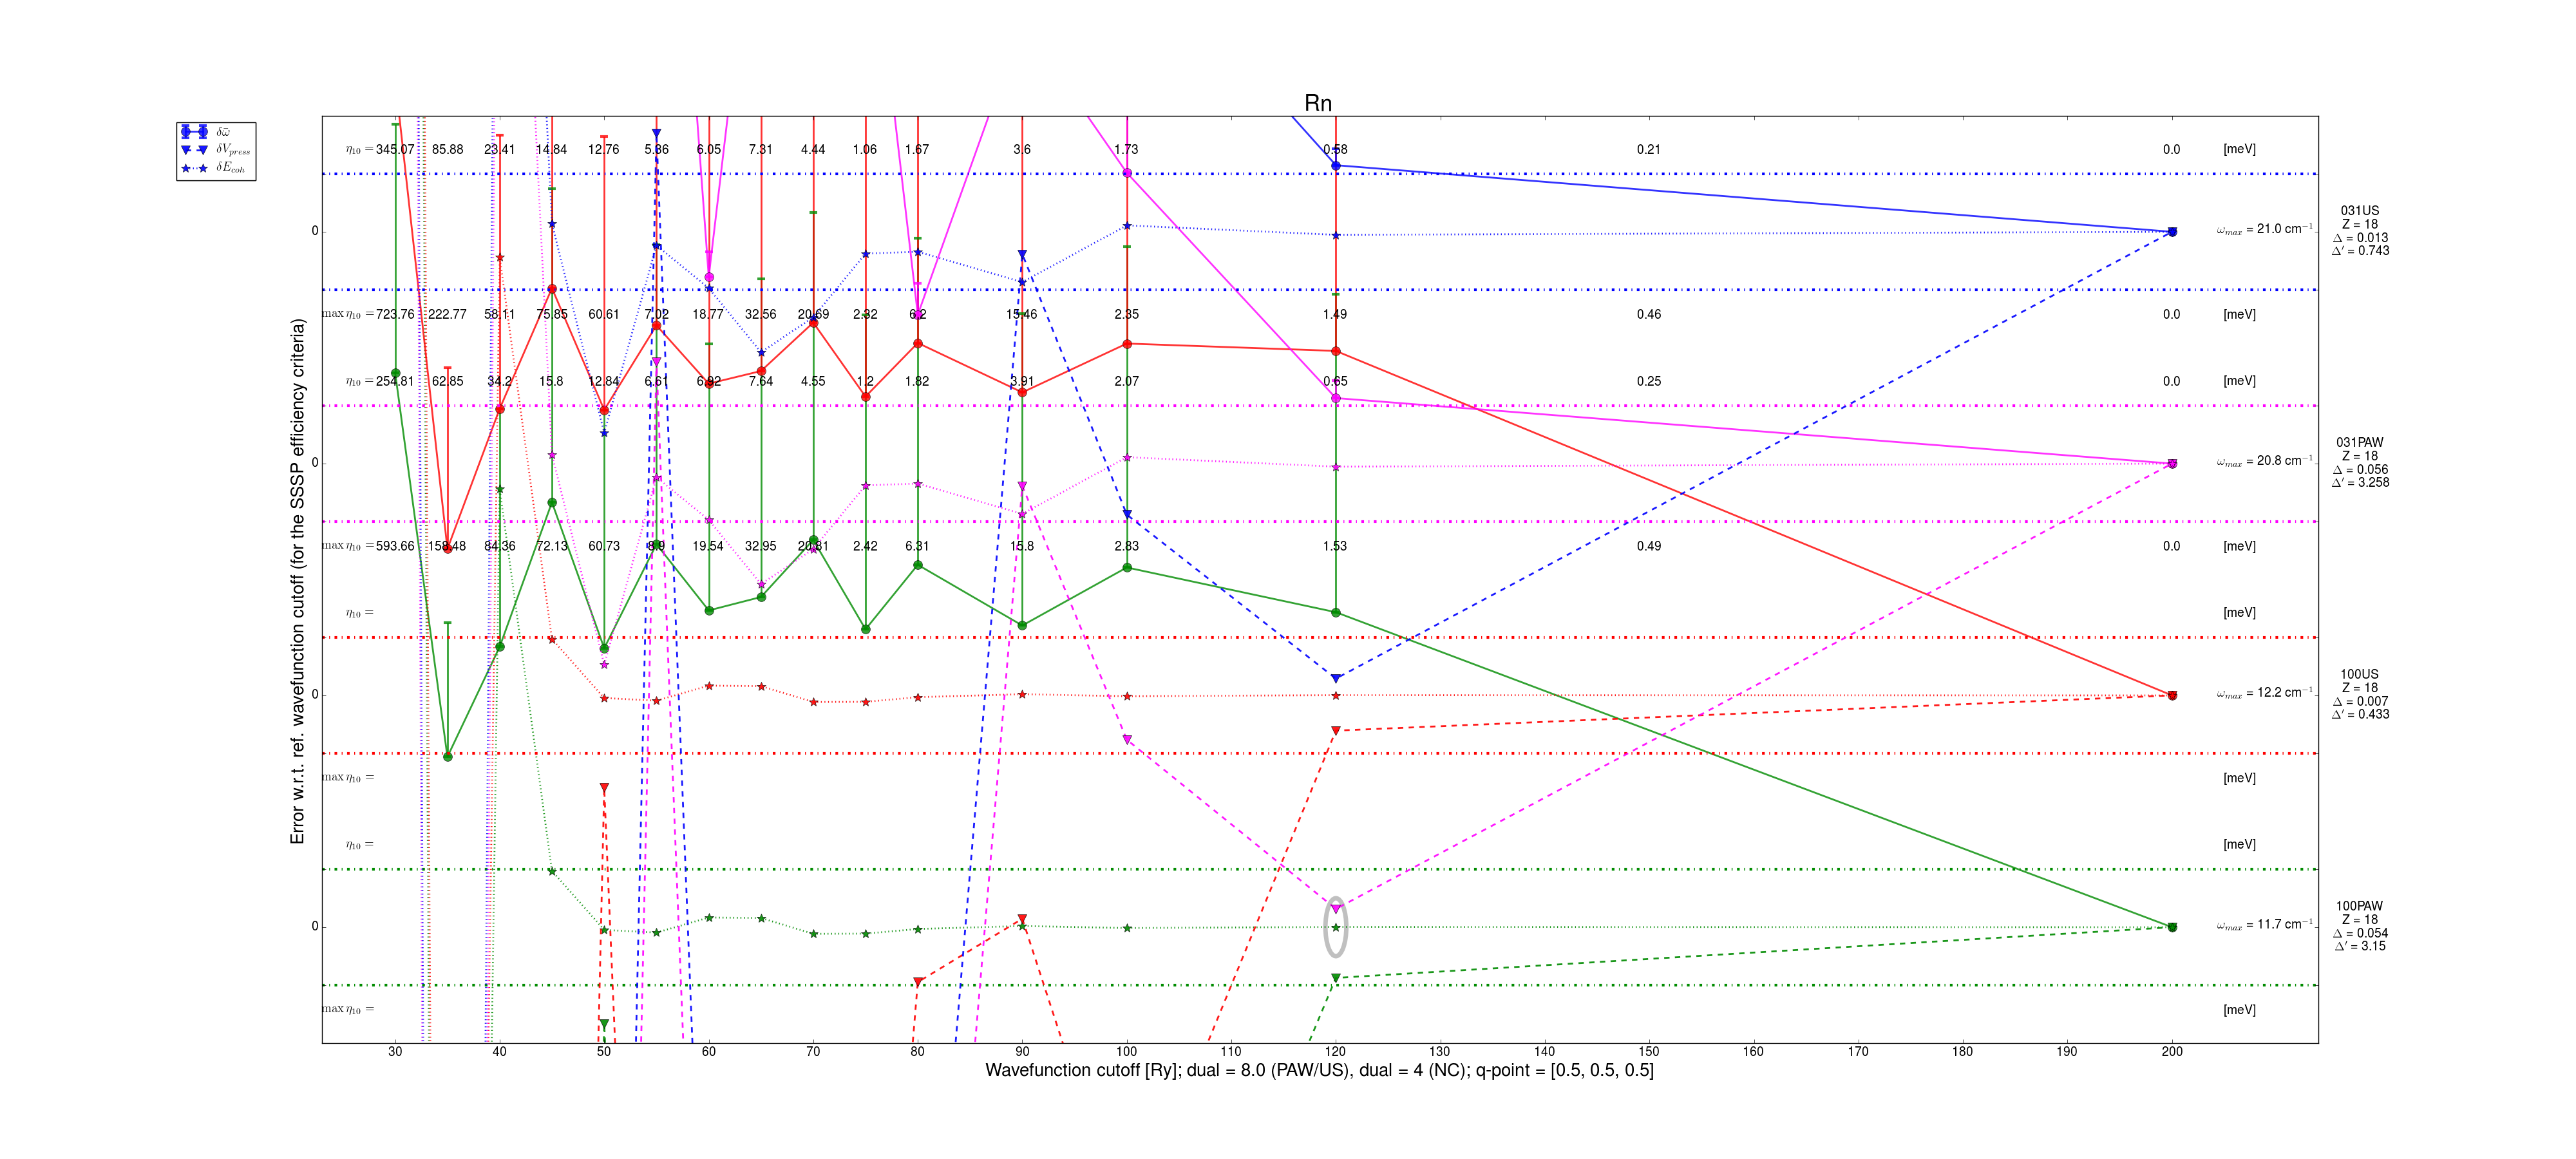 Rn
δω̄
δV_press
δE_coh
Error w.r.t. ref. wavefunction cutoff (for the SSSP efficiency criteria)
η₁₀ = 345.07 85.88 23.41 14.84 12.76 5.86 6.05 7.31 4.44 1.06 1.67 3.6 1.73 0.58 0.21 0.0 [meV]
0
ω_max = 21.0 cm⁻¹
031US
Z = 18
Δ = 0.013
Δ′ = 0.743
max η₁₀ = 723.76 222.77 58.11 75.85 60.61 7.02 18.77 32.56 20.69 2.32 6.2 15.46 2.35 1.49 0.46 0.0 [meV]
η₁₀ = 254.81 62.85 34.2 15.8 12.84 6.61 6.92 7.64 4.55 1.2 1.82 3.91 2.07 0.65 0.25 0.0 [meV]
0
ω_max = 20.8 cm⁻¹
031PAW
Z = 18
Δ = 0.056
Δ′ = 3.258
max η₁₀ = 593.66 158.48 84.36 72.13 60.73 8.9 19.54 32.95 20.81 2.42 6.31 15.8 2.83 1.53 0.49 0.0 [meV]
η₁₀ = [meV]
0
ω_max = 12.2 cm⁻¹
100US
Z = 18
Δ = 0.007
Δ′ = 0.433
max η₁₀ = [meV]
η₁₀ = [meV]
0
ω_max = 11.7 cm⁻¹
100PAW
Z = 18
Δ = 0.054
Δ′ = 3.15
max η₁₀ = [meV]
30 40 50 60 70 80 90 100 110 120 130 140 150 160 170 180 190 200
Wavefunction cutoff [Ry]; dual = 8.0 (PAW/US), dual = 4 (NC); q-point = [0.5, 0.5, 0.5]